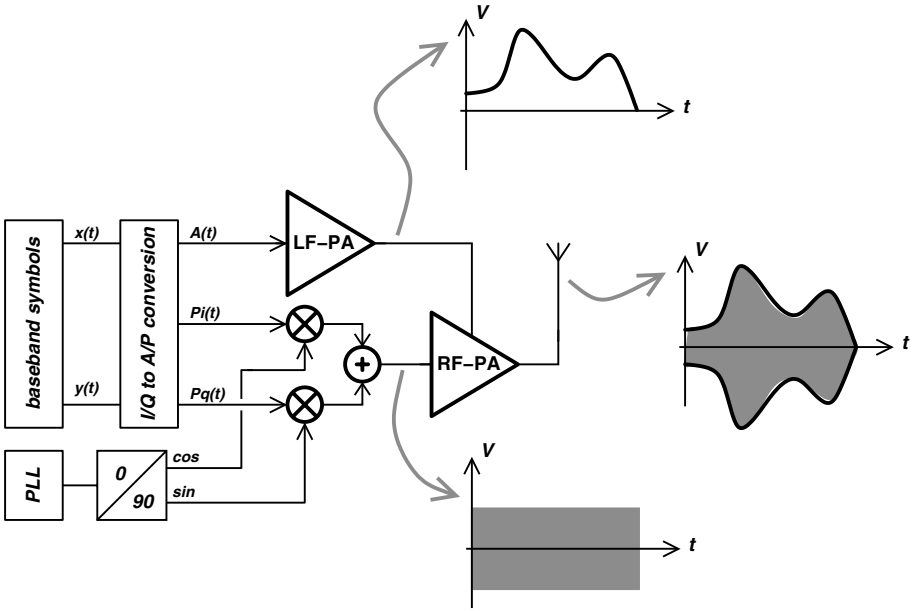 V
t
baseband symbols
x(t)
y(t)
I/Q to A/P conversion
A(t)
Pi(t)
Pq(t)
LF–PA
+
RF–PA
V
t
PLL
0
90
cos
sin
V
t